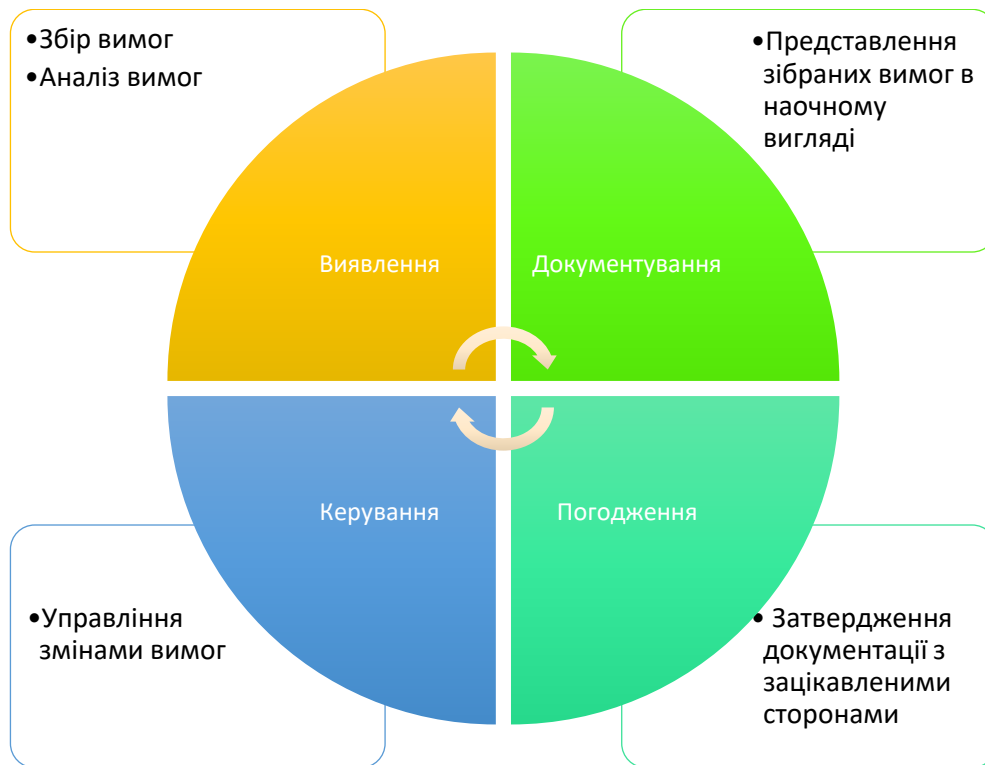 •Збір вимог
•Аналіз вимог
•Представлення
зібраних вимог в
наочному
вигляді
Виявлення
Документування
Керування
Погодження
•Управління
змінами вимог
• Затвердження
документації з
зацікавленими
сторонами